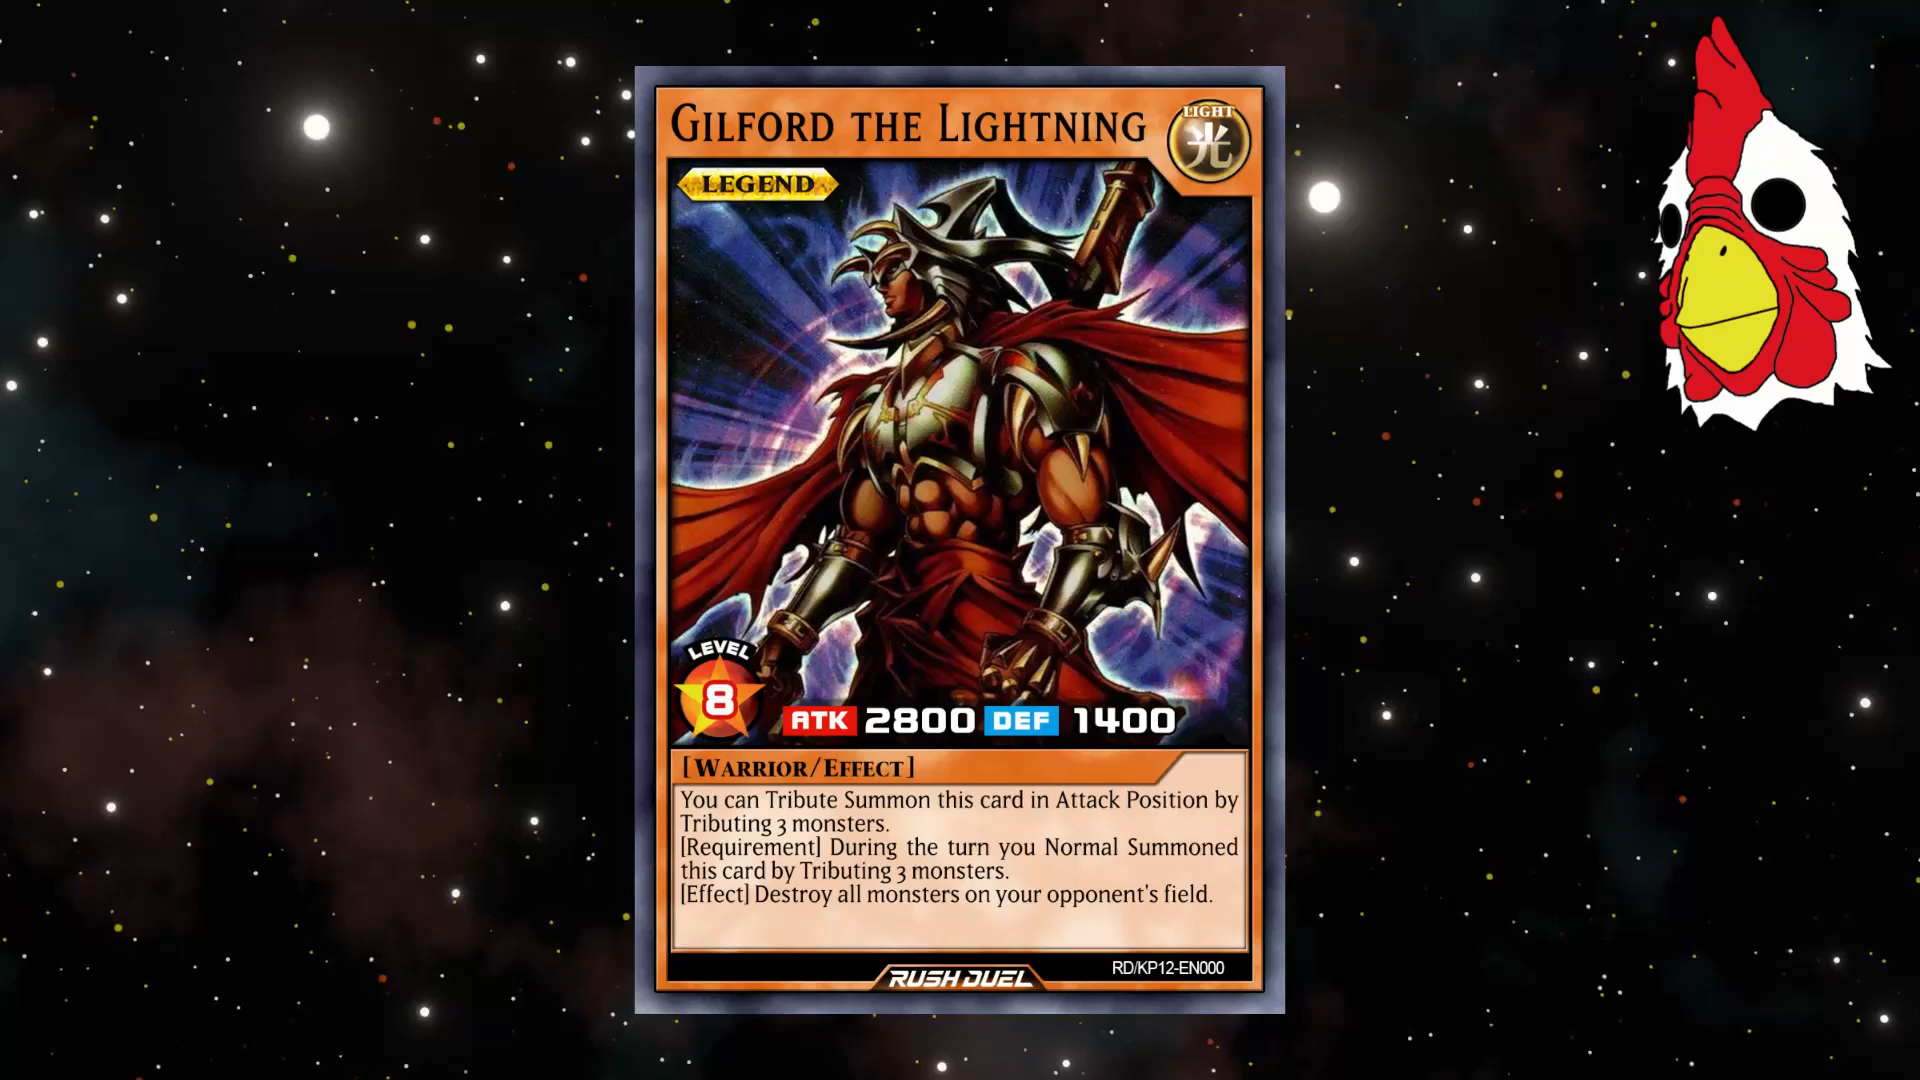 GILFORD THE LIGHTNING
LIGHT
光
LEGEND
LEVEL
8
ATK 2800 DEF 1400
[WARRIOR/EFFECT]
You can Tribute Summon this card in Attack Position by
Tributing 3 monsters.
[Requirement] During the turn you Normal Summoned
this card by Tributing 3 monsters.
[Effect] Destroy all monsters on your opponent's field.
RUSH DUEL
RD/KP12-EN000